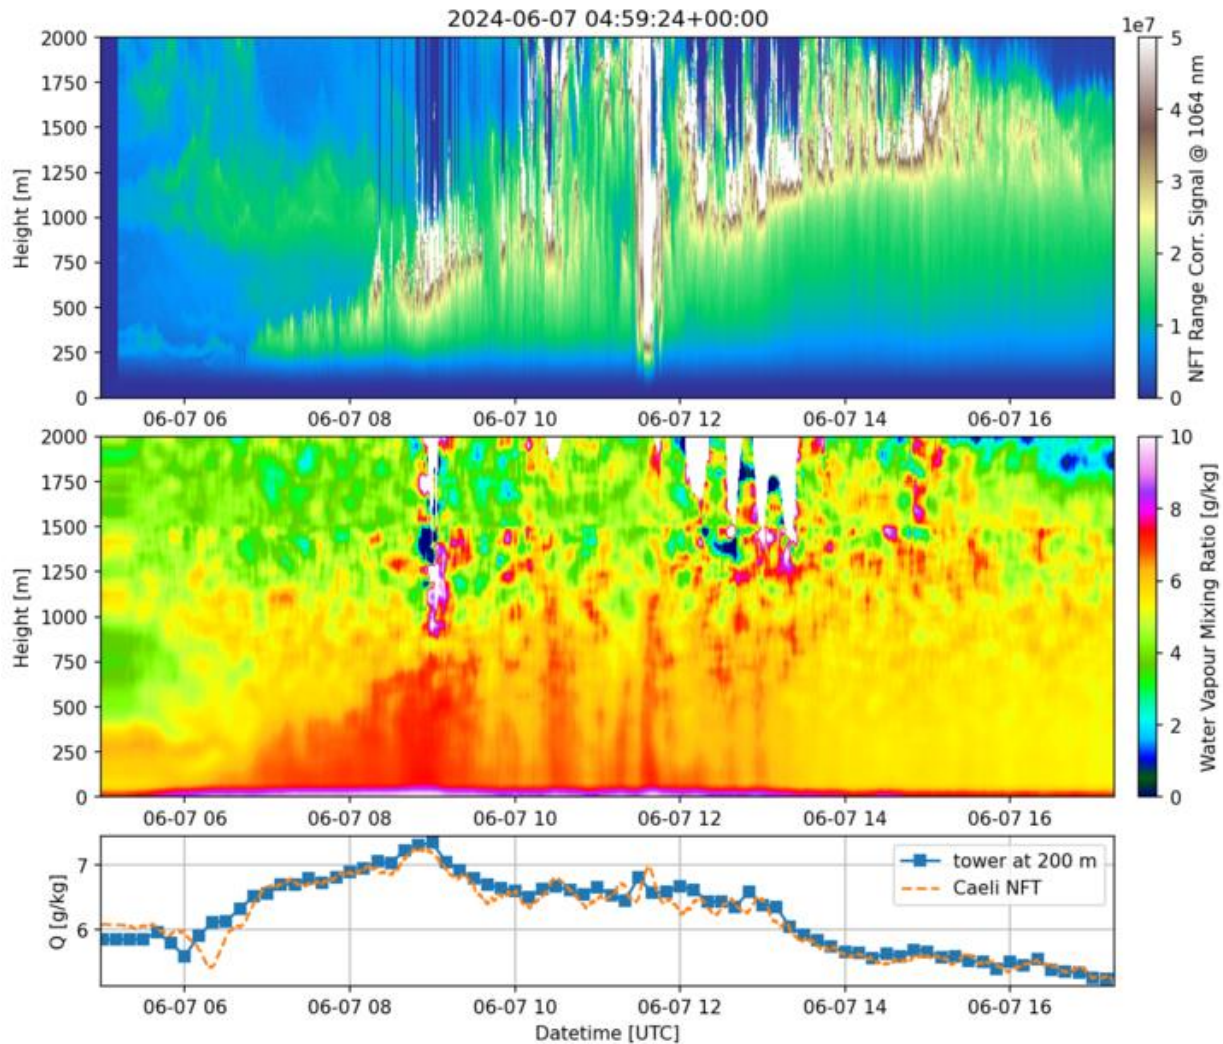 2024-06-07 04:59:24+00:00
1e7
2000
1750
1500
1250
1000
750
500
250
0
Height [m]
06-07 06 06-07 08 06-07 10 06-07 12 06-07 14 06-07 16
5
4
3
2
1
0
NFT Range Corr. Signal @ 1064 nm
2000
1750
1500
1250
1000
750
500
250
0
Height [m]
06-07 06 06-07 08 06-07 10 06-07 12 06-07 14 06-07 16
10
8
6
4
2
0
Water Vapour Mixing Ratio [g/kg]
7
6
Q [g/kg]
tower at 200 m
Caeli NFT
06-07 06 06-07 08 06-07 10 06-07 12 06-07 14 06-07 16
Datetime [UTC]